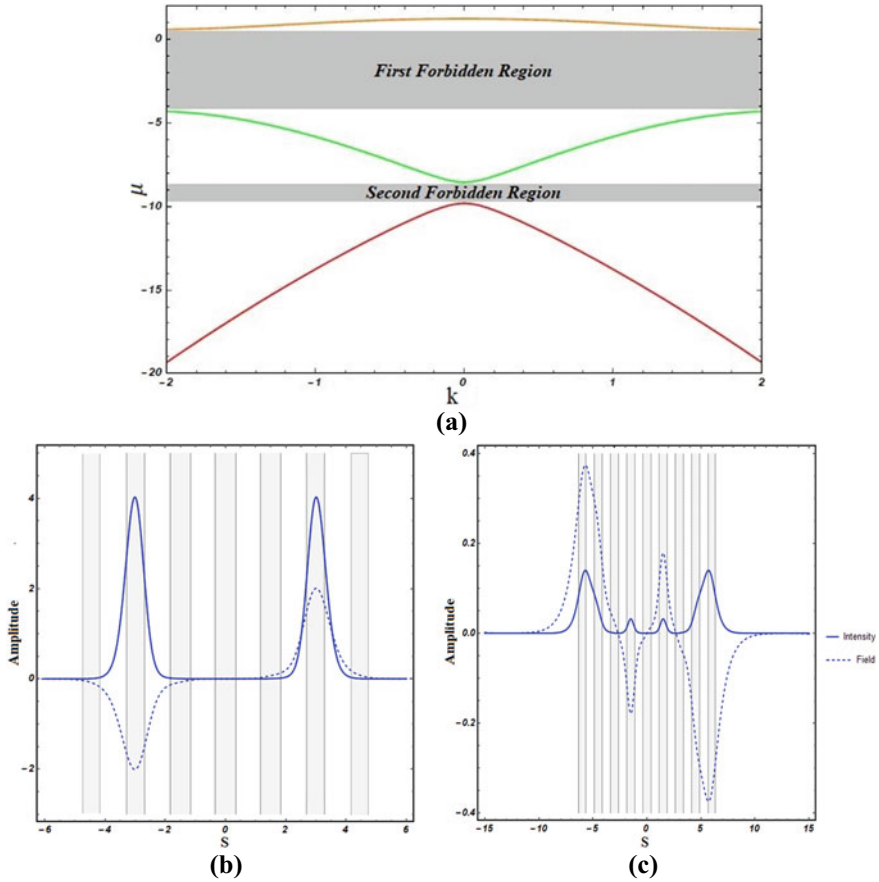 0
First Forbidden Region
−5
μ
Second Forbidden Region
−10
−15
−20
−2 −1 0 1 2
k
(a)
4
2
0
−2
Amplitude
−6 −4 −2 0 2 4 6
S
(b)
0.4
0.2
0.0
−0.2
−0.4
Amplitude
−15 −10 −5 0 5 10 15
S
(c)
Intensity
Field